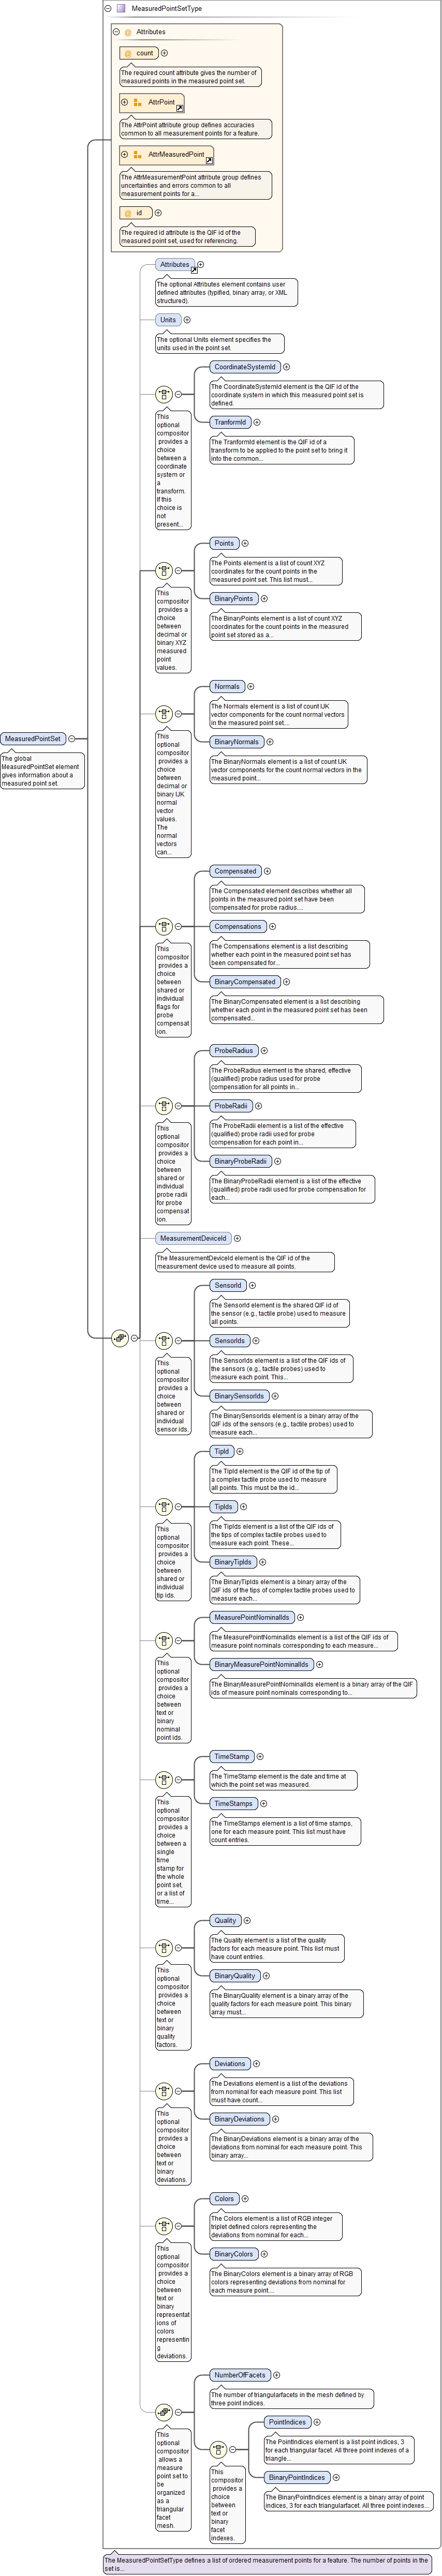 MeasuredPointSetType
Attributes
count
The required count attribute gives the number of
measured points in the measured point set.
AttrPoint
The AttrPoint attribute group defines accuracies
common to all measurement points for a feature.
AttrMeasuredPoint
The AttrMeasurementPoint attribute group defines
uncertainties and errors common to all
measurement points for a...
id
The required id attribute is the QIF id of the
measured point set, used for referencing.
Attributes
The optional Attributes element contains user
defined attributes (typified, binary array, or XML
structured).
Units
The optional Units element specifies the
units used in the point set.
CoordinateSystemId
The CoordinateSystemId element is the QIF id of the
coordinate system in which this measured point set is
defined.
TranformId
The TranformId element is the QIF id of a
transform to be applied to the point set to bring it
into the common...
This
optional
compositor
provides a
choice
between a
coordinate
system or
a
transform.
If this
choice is
not
present...
Points
The Points element is a list of count XYZ
coordinates for the count points in the
measured point set. This list must...
BinaryPoints
The BinaryPoints element is a list of count XYZ
coordinates for the count points in the measured
point set stored as a...
This
compositor
provides a
choice
between
decimal or
binary XYZ
measured
point
values.
Normals
The Normals element is a list of count IJK
vector components for the count normal vectors
in the measured point set....
BinaryNormals
The BinaryNormals element is a list of count IJK
vector components for the count normal vectors in the
measured point...
This
optional
compositor
provides a
choice
between
decimal or
binary IJK
normal
vector
values.
The
normal
vectors
can...
MeasuredPointSet
The global
MeasuredPointSet element
gives information about a
measured point set.
Compensated
The Compensated element describes whether all
points in the measured point set have been
compensated for probe radius....
Compensations
The Compensations element is a list describing
whether each point in the measured point set has
been compensated for...
BinaryCompensated
The BinaryCompensated element is a list describing
whether each point in the measured point set has been
compensated...
This
compositor
provides a
choice
between
shared or
individual
flags for
probe
compensat
ion.
ProbeRadius
The ProbeRadius element is the shared, effective
(qualified) probe radius used for probe
compensation for all points in...
ProbeRadii
The ProbeRadii element is a list of the effective
(qualified) probe radii used for probe
compensation for each point in...
BinaryProbeRadii
The BinaryProbeRadii element is a list of the effective
(qualified) probe radii used for probe compensation for
each...
This
optional
compositor
provides a
choice
between
shared or
individual
probe radii
for probe
compensat
ion.
MeasurementDeviceId
The MeasurementDeviceId element is the QIF id of the
measurement device used to measure all points.
SensorId
The SensorId element is the shared QIF id of
the sensor (e.g., tactile probe) used to measure
all points.
SensorIds
The SensorIds element is a list of the QIF ids of
the sensors (e.g., tactile probes) used to
measure each point. This...
BinarySensorIds
The BinarySensorIds element is a binary array of the
QIF ids of the sensors (e.g., tactile probes) used to
measure each...
This
optional
compositor
provides a
choice
between
shared or
individual
sensor ids.
TipId
The TipId element is the QIF id of the tip of
a complex tactile probe used to measure
all points. This must be the id...
TipIds
The TipIds element is a list of the QIF ids of
the tips of complex tactile probes used to
measure each point. These...
BinaryTipIds
The BinaryTipIds element is a binary array of the
QIF ids of the tips of complex tactile probes used to
measure each...
This
optional
compositor
provides a
choice
between
shared or
individual
tip ids.
MeasurePointNominalIds
The MeasurePointNominalIds element is a list of the QIF ids of
measure point nominals corresponding to each measure...
BinaryMeasurePointNominalIds
The BinaryMeasurePointNominalIds element is a binary array of the QIF
ids of measure point nominals corresponding to...
This
optional
compositor
provides a
choice
between
text or
binary
nominal
point ids.
TimeStamp
The TimeStamp element is the date and time at
which the point set was measured.
TimeStamps
The TimeStamps element is a list of time stamps,
one for each measure point. This list must have
count entries.
This
optional
compositor
provides a
choice
between a
single
time
stamp for
the whole
point set,
or a list of
time...
Quality
The Quality element is a list of the quality
factors for each measure point. This list must
have count entries.
BinaryQuality
The BinaryQuality element is a binary array of the
quality factors for each measure point. This binary
array must...
This
optional
compositor
provides a
choice
between
text or
binary
quality
factors.
Deviations
The Deviations element is a list of the deviations
from nominal for each measure point. This list
must have count...
BinaryDeviations
The BinaryDeviations element is a binary array of the
deviations from nominal for each measure point. This
binary array...
This
optional
compositor
provides a
choice
between
text or
binary
deviations.
Colors
The Colors element is a list of RGB integer
triplet defined colors representing the
deviations from nominal for each...
BinaryColors
The BinaryColors element is a binary array of RGB
colors representing deviations from nominal for
each measure point....
This
optional
compositor
provides a
choice
between
text or
binary
representat
ions of
colors
representin
g
deviations.
NumberOfFacets
The number of triangularfacets in the mesh defined by
three point indices.
PointIndices
The PointIndices element is a list point indices, 3
for each triangular facet. All three point indexes of a
triangle...
BinaryPointIndices
The BinaryPointIndices element is a binary array of point
indices, 3 for each triangularfacet. All three point indexes...
This
optional
compositor
allows a
measure
point set to
be
organized
as a
triangular
facet
mesh.
This
compositor
provides a
choice
between
text or
binary
facet
indexes.
The MeasuredPointSetType defines a list of ordered measurement points for a feature. The number of points in the
set is...